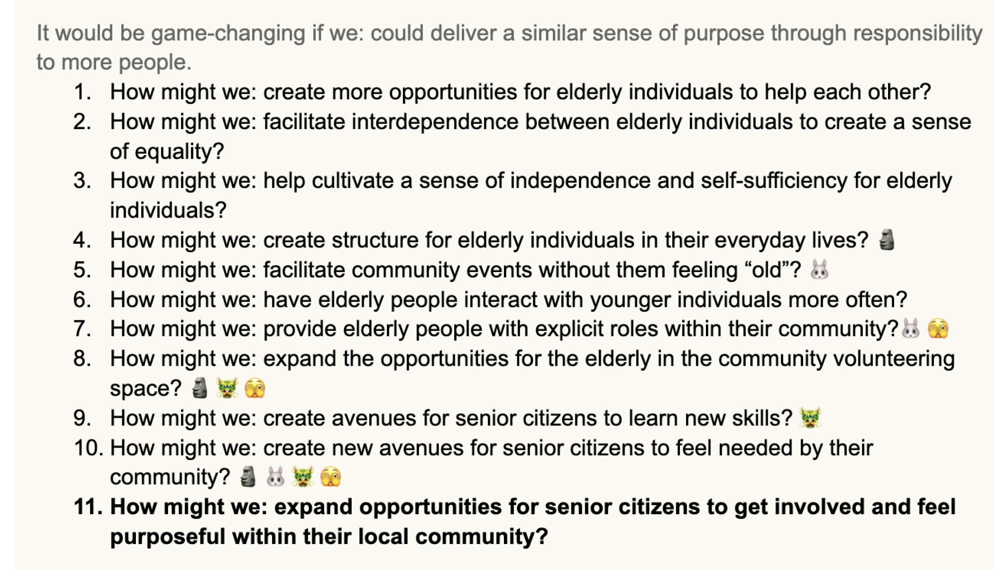 It would be game-changing if we: could deliver a similar sense of purpose through responsibility
to more people.
1. How might we: create more opportunities for elderly individuals to help each other?
2. How might we: facilitate interdependence between elderly individuals to create a sense
of equality?
3. How might we: help cultivate a sense of independence and self-sufficiency for elderly
individuals?
4. How might we: create structure for elderly individuals in their everyday lives? 🗿
5. How might we: facilitate community events without them feeling “old”? 🐰
6. How might we: have elderly people interact with younger individuals more often?
7. How might we: provide elderly people with explicit roles within their community?🐰 🫣
8. How might we: expand the opportunities for the elderly in the community volunteering
space? 🗿 🐲 🫣
9. How might we: create avenues for senior citizens to learn new skills? 🐲
10. How might we: create new avenues for senior citizens to feel needed by their
community? 🗿 🐰 🐲 🫣
11. How might we: expand opportunities for senior citizens to get involved and feel
purposeful within their local community?